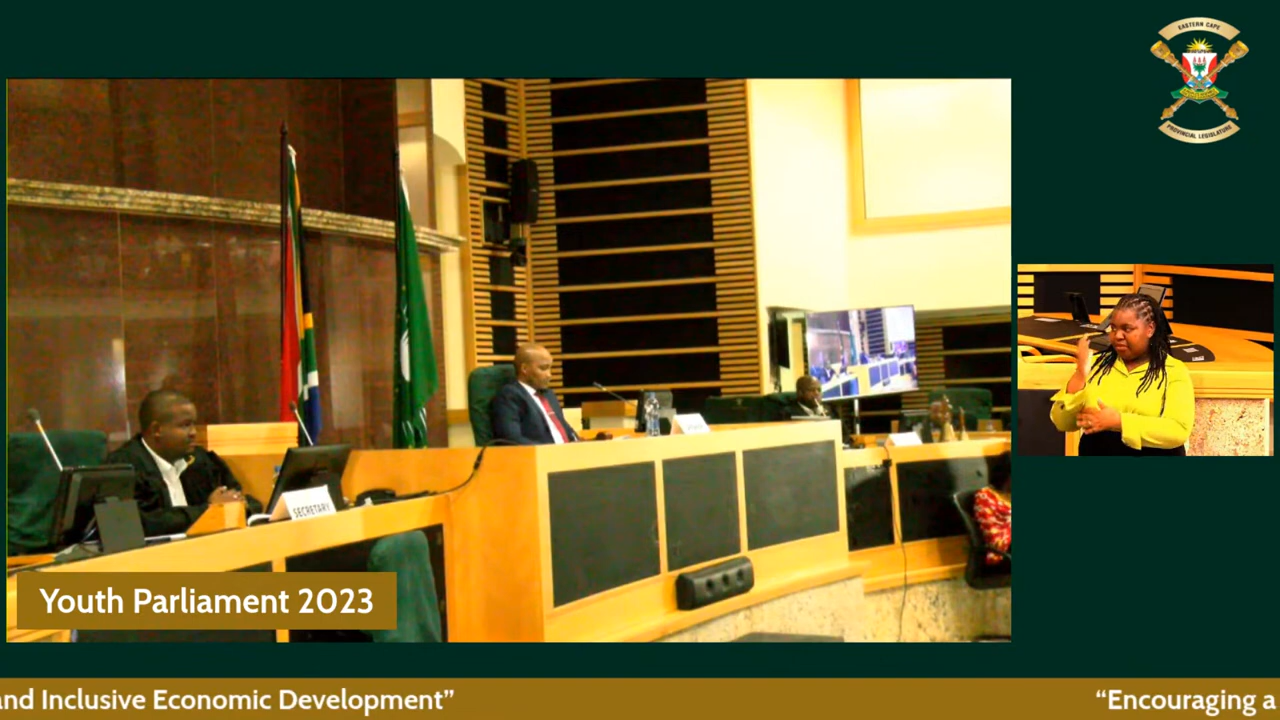 EASTERN CAPE
PROVINCIAL LEGISLATURE
SECRETARY
Youth Parliament 2023
and Inclusive Economic Development”
“Encouraging a